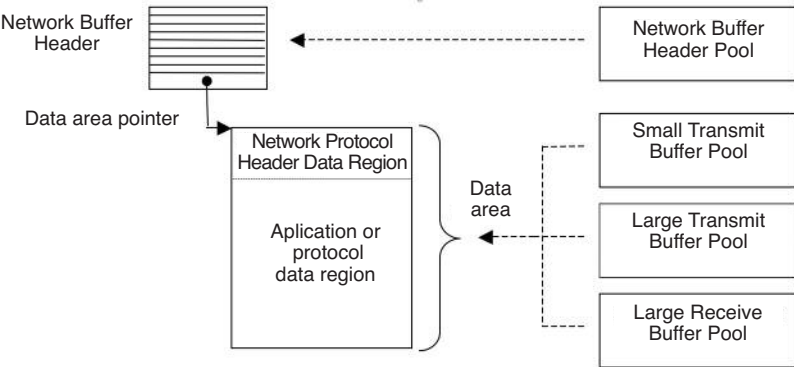 Network Buffer
Header
Network Buffer
Header Pool
Data area pointer
Network Protocol
Header Data Region
Aplication or
protocol
data region
Data
area
Small Transmit
Buffer Pool
Large Transmit
Buffer Pool
Large Receive
Buffer Pool